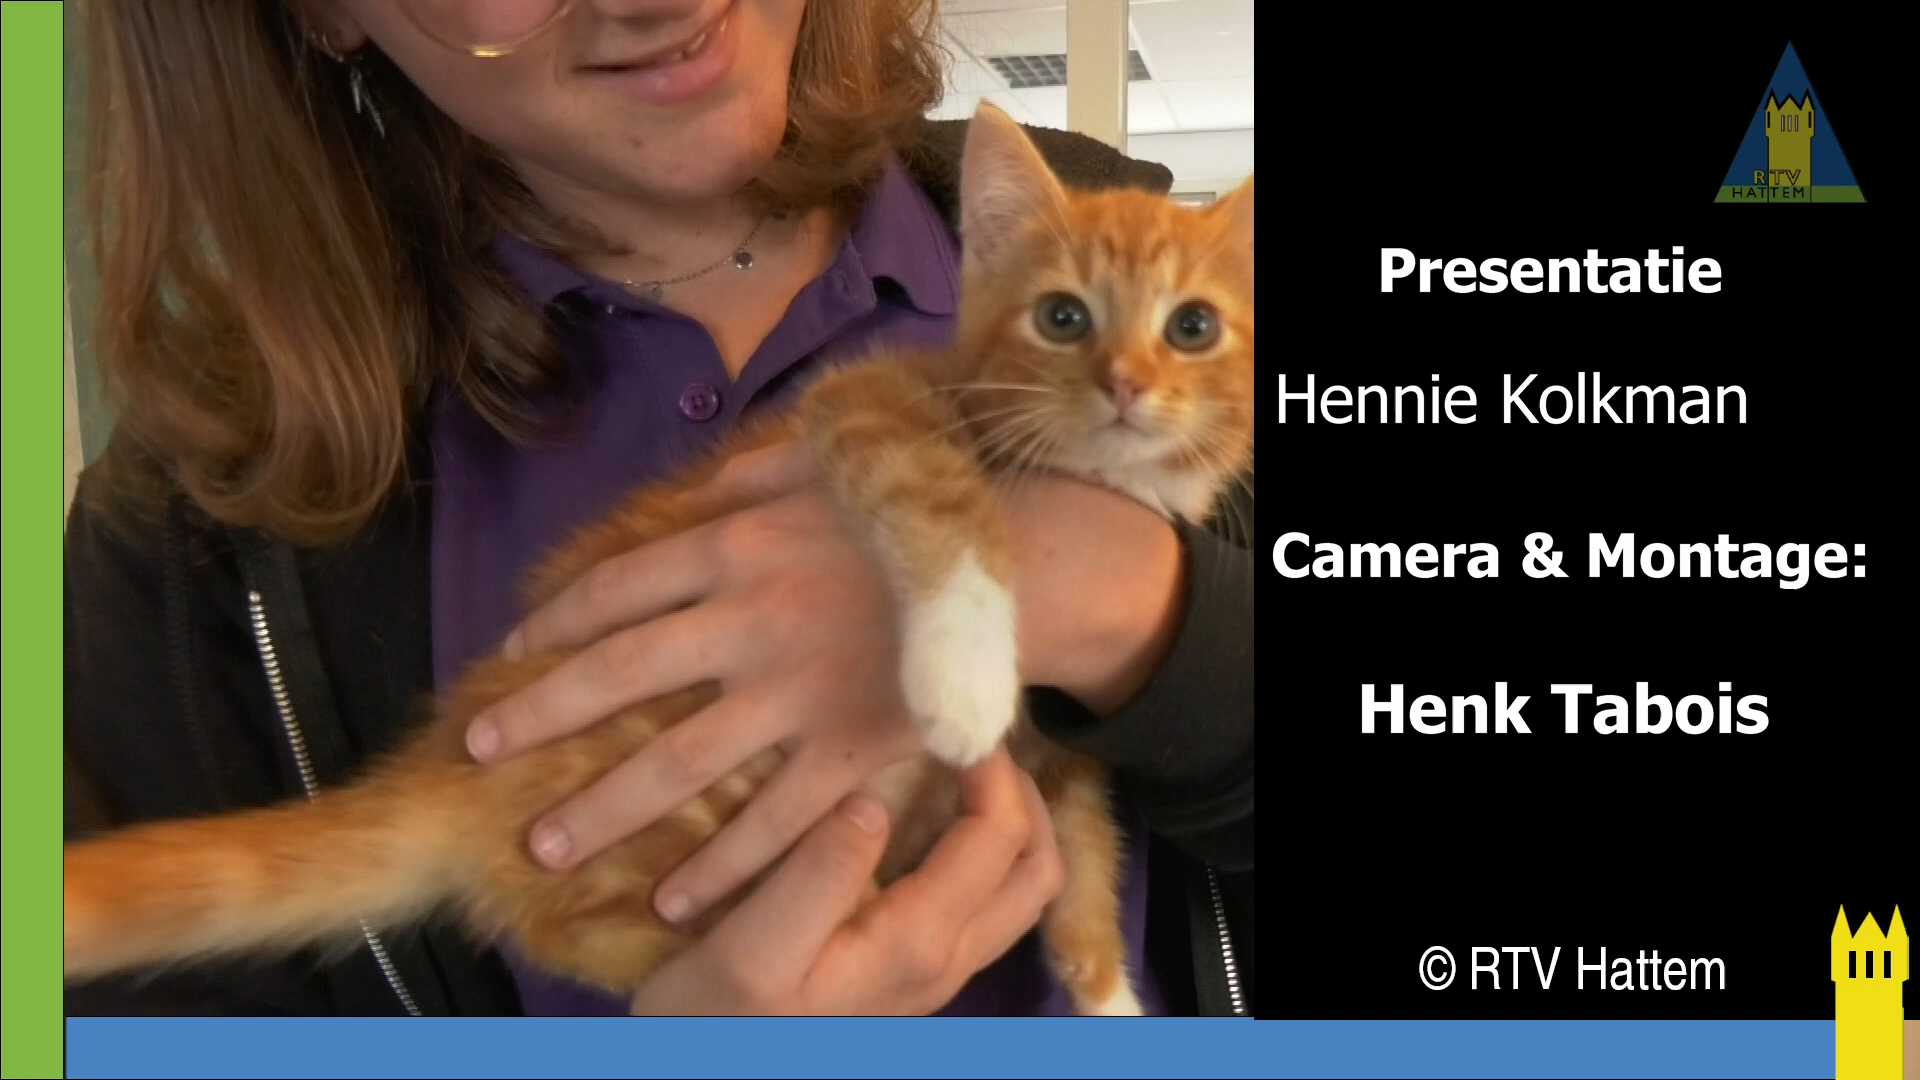 RTV
HATTEM
Presentatie
Hennie Kolkman
Camera & Montage:
Henk Tabois
© RTV Hattem